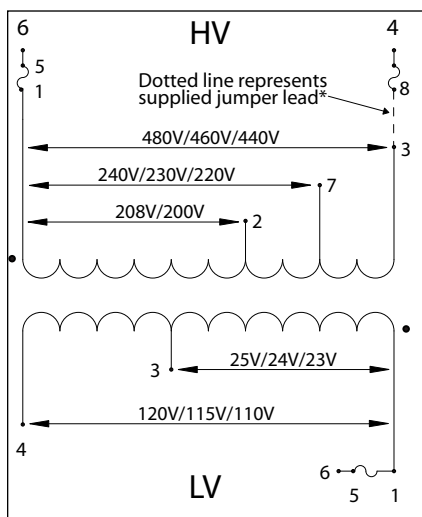 HV
6
4
5
1
8
Dotted line represents
supplied jumper lead*
3
480V/460V/440V
240V/230V/220V
7
208V/200V
2
25V/24V/23V
3
120V/115V/110V
4
6
5
1
LV